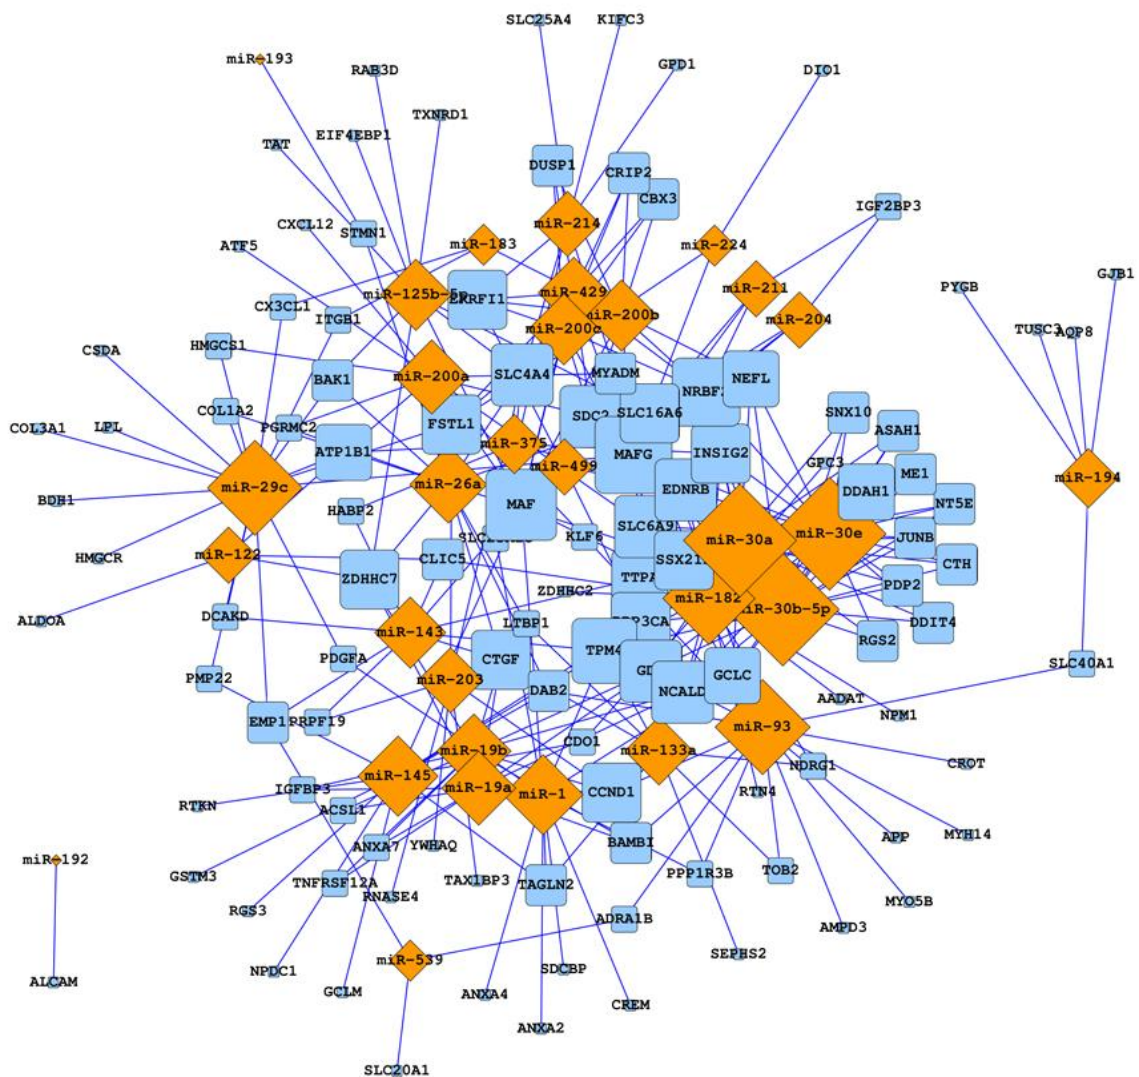 SLC25A4
KIFC3
miR-193
RAB3D
GPD1
DIO1
TXNRD1
EIF4EBP1
TAT
DUSP1
CRIP2
CBX3
IGF2BP3
CXCL12
STMN1
miR-214
ATF5
miR-183
miR-224
GJB1
PYGB
miR-125b-5p
miR-429
miR-211
CX3CL1
ITGB1
miR-200b
miR-204
TUSC3
AQP8
miR-200c
HMGCS1
CSDA
BAK1
miR-200a
SLC4A4
MYADM
NEFL
COL1A2
PGRMC2
FSTL1
SLC16A6
SNX10
COL3A1
LPL
ASAH1
miR-375
INSIG2
ATP1B1
MAFG
miR-499
GPC3
ME1
miR-29c
miR-26a
EDNRB
DDAH1
miR-194
BDH1
HABP2
MAF
NT5E
SLC6A9
KLF6
miR-30a
miR-30e
JUNB
HMGCR
miR-122
CLIC5
CTH
ZDHHC7
TTPA
PDP2
ZDHHC2
miR-182
ALDOA
DCAKD
LTBP1
DDIT4
miR-143
RGS2
PDGFA
CTGF
TPM4
SLC40A1
PMP22
miR-203
DAB2
NCALD
GCLC
AADAT
NPM1
EMP1
PRPF19
miR-93
CDO1
miR-19b
miR-133a
miR-145
NDRG1
CROT
IGFBP3
miR-19a
miR-1
RTN4
RTKN
ACSL1
CCND1
APP
MYH14
ANXA7
YWHAQ
BAMBI
miR-192
GSTM3
TNFRSF12A
TAX1BP3
TAGLN2
PPP1R3B
TOB2
RNASE4
MYO5B
RGS3
ADRA1B
AMPD3
SEPHS2
miR-539
NPDC1
SDCBP
ALCAM
GCLM
ANXA4
CREM
ANXA2
SLC20A1